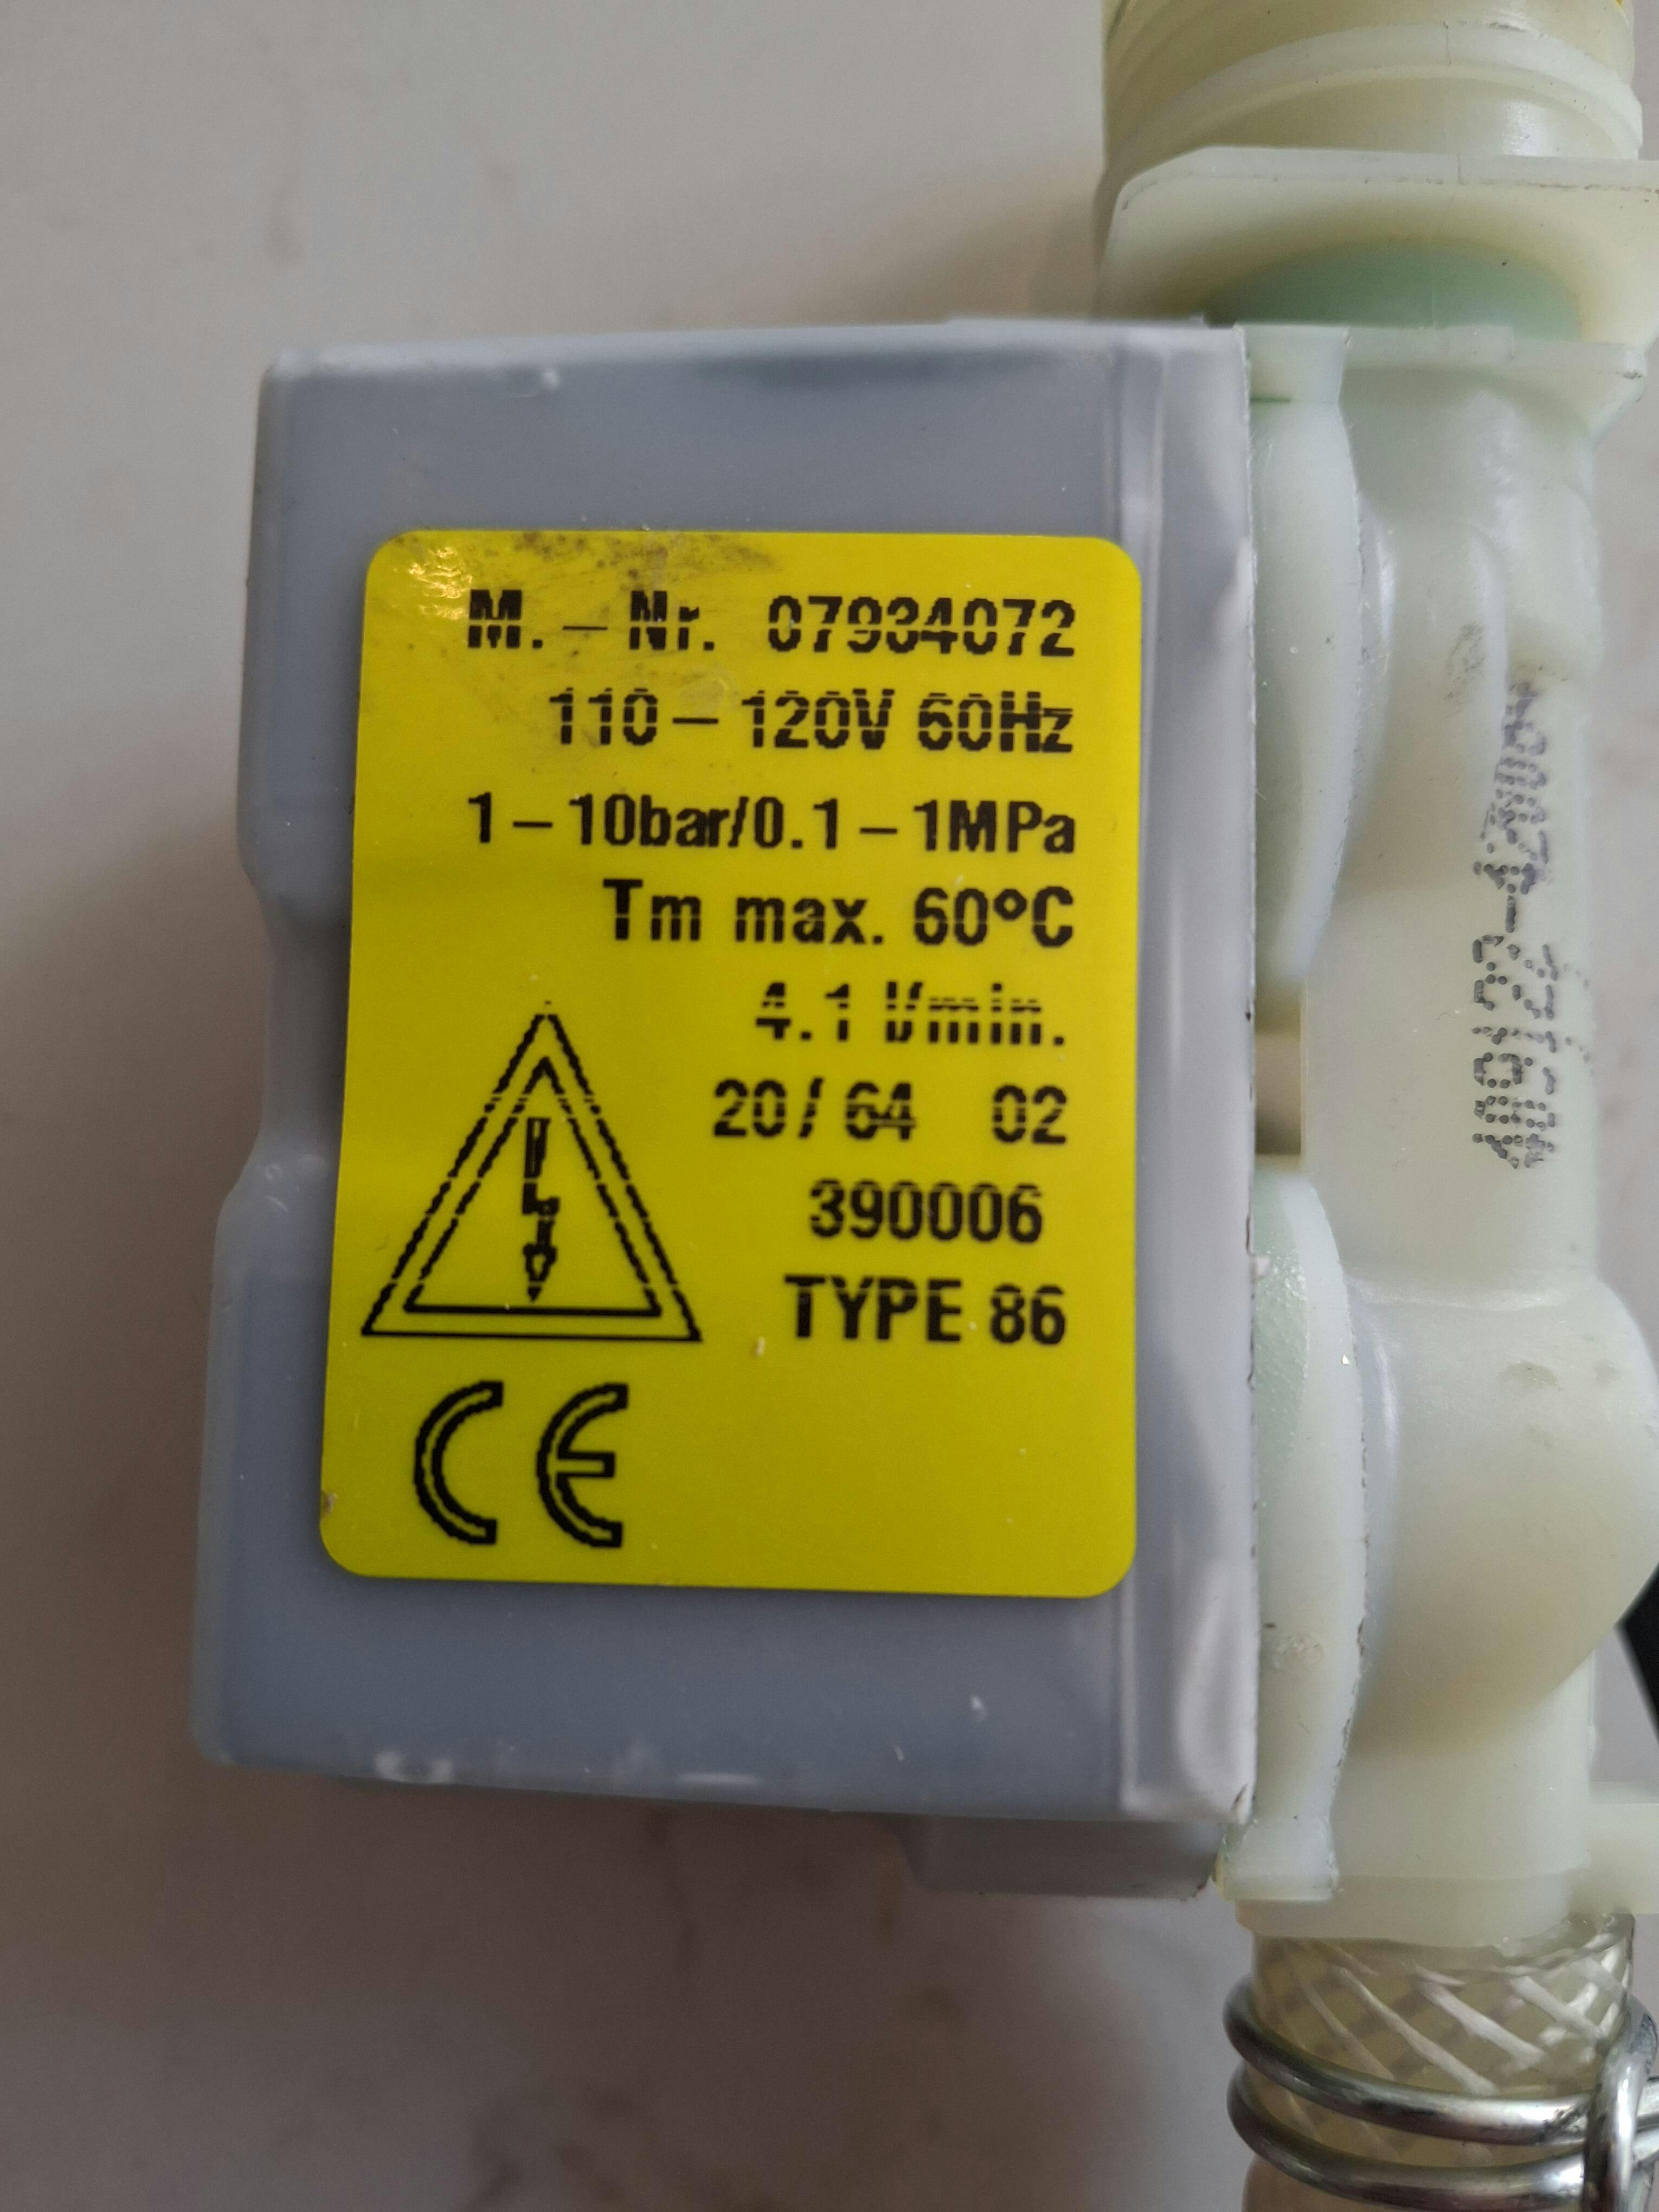 M.-Nr. 07934072
110-120V 60Hz
1-10bar/0.1-1MPa
Tm max. 60°C
4.1 l/min.
20/ 64 02
390006
TYPE 86
CE